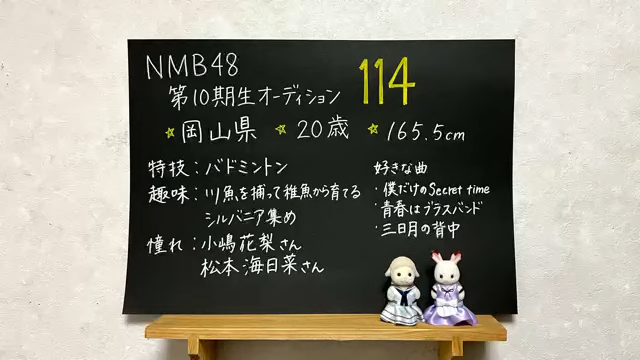 NMB48
114
第10期生オーディション
☆岡山県 ☆20歳 ☆165.5cm
特技：バドミントン
趣味：川魚を捕って稚魚から育てる
シルバニア集め
憧れ：小嶋花梨さん
松本海日菜さん
好きな曲
・僕だけのSecret time
・青春はブラスバンド
・三日月の背中